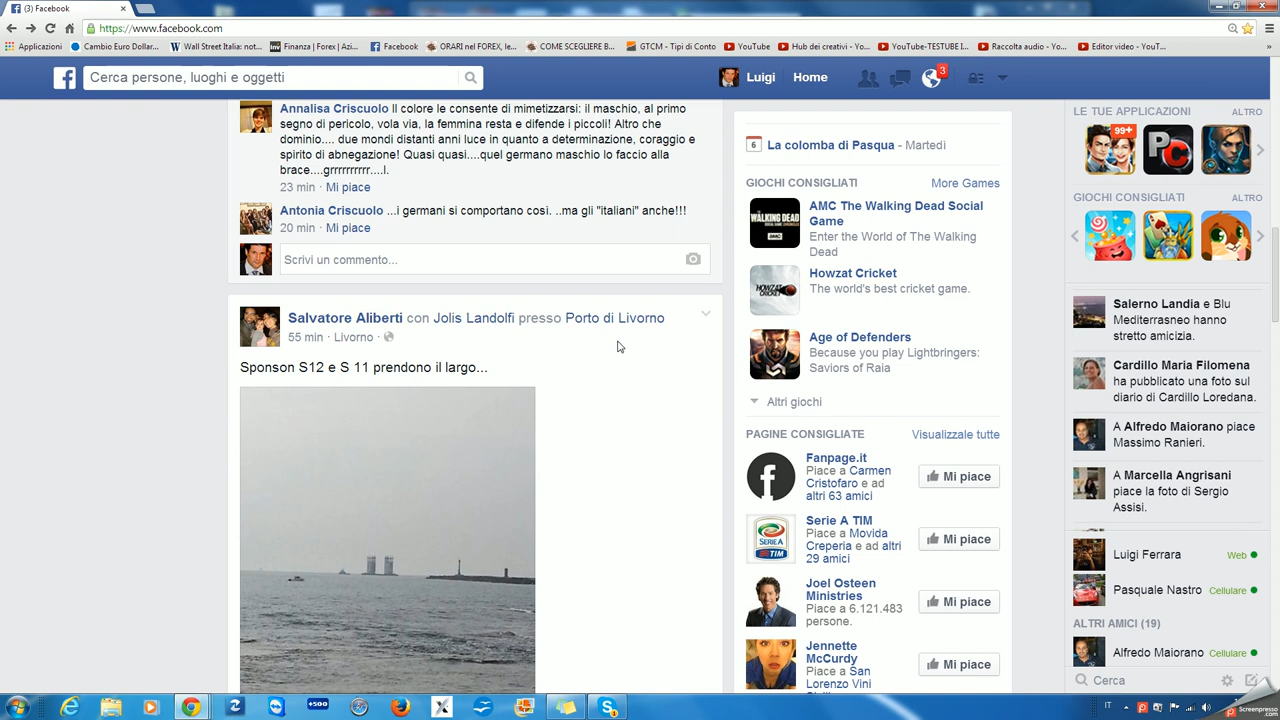 (3) Facebook
https://www.facebook.com
Applicazioni
Cambio Euro Dollar...
Wall Street Italia: not...
Finanza | Forex | Azi...
Facebook
ORARI nel FOREX, le...
COME SCEGLIERE B...
GTCM - Tipi di Conto
YouTube
Hub dei creativi - Yo...
YouTube-TESTUBE I...
Raccolta audio - Yo...
Editor video - YouT...
Cerca persone, luoghi e oggetti
Luigi
Home
3
Annalisa Criscuolo Il colore le consente di mimetizzarsi: il maschio, al primo
segno di pericolo, vola via, la femmina resta e difende i piccoli! Altro che
dominio.... due mondi distanti anni luce in quanto a determinazione, coraggio e
spirito di abnegazione! Quasi quasi....quel germano maschio lo faccio alla
brace....grrrrrrrrrr....l.
23 min · Mi piace
Antonia Criscuolo ...i germani si comportano così. ..ma gli "italiani" anche!!!
20 min · Mi piace
Scrivi un commento...
Salvatore Aliberti con Jolis Landolfi presso Porto di Livorno
55 min · Livorno ·
Sponson S12 e S 11 prendono il largo...
6
La colomba di Pasqua - Martedì
GIOCHI CONSIGLIATI
More Games
THE WALKING DEAD
AMC
AMC The Walking Dead Social
Game
Enter the World of The Walking
Dead
HOWZAT CRICKET
Howzat Cricket
The world's best cricket game.
Age of Defenders
Because you play Lightbringers:
Saviors of Raia
Altri giochi
PAGINE CONSIGLIATE
Visualizzale tutte
Fanpage.it
Piace a Carmen
Cristofaro e ad
altri 63 amici
Mi piace
SERIE A
TIM
Serie A TIM
Piace a Movida
Creperia e ad altri
29 amici
Mi piace
Joel Osteen
Ministries
Piace a 6.121.483
persone.
Mi piace
Jennette
McCurdy
Piace a San
Lorenzo Vini
Mi piace
LE TUE APPLICAZIONI
ALTRO
99+
PC
GIOCHI CONSIGLIATI
ALTRO
Salerno Landia e Blu
Mediterrasneo hanno
stretto amicizia.
Cardillo Maria Filomena
ha pubblicato una foto sul
diario di Cardillo Loredana.
A Alfredo Maiorano piace
Massimo Ranieri.
A Marcella Angrisani
piace la foto di Sergio
Assisi.
Luigi Ferrara
Web
Pasquale Nastro
Cellulare
ALTRI AMICI (19)
Alfredo Maiorano
Cellulare
Cerca
+500
IT
Screenpresso
.com